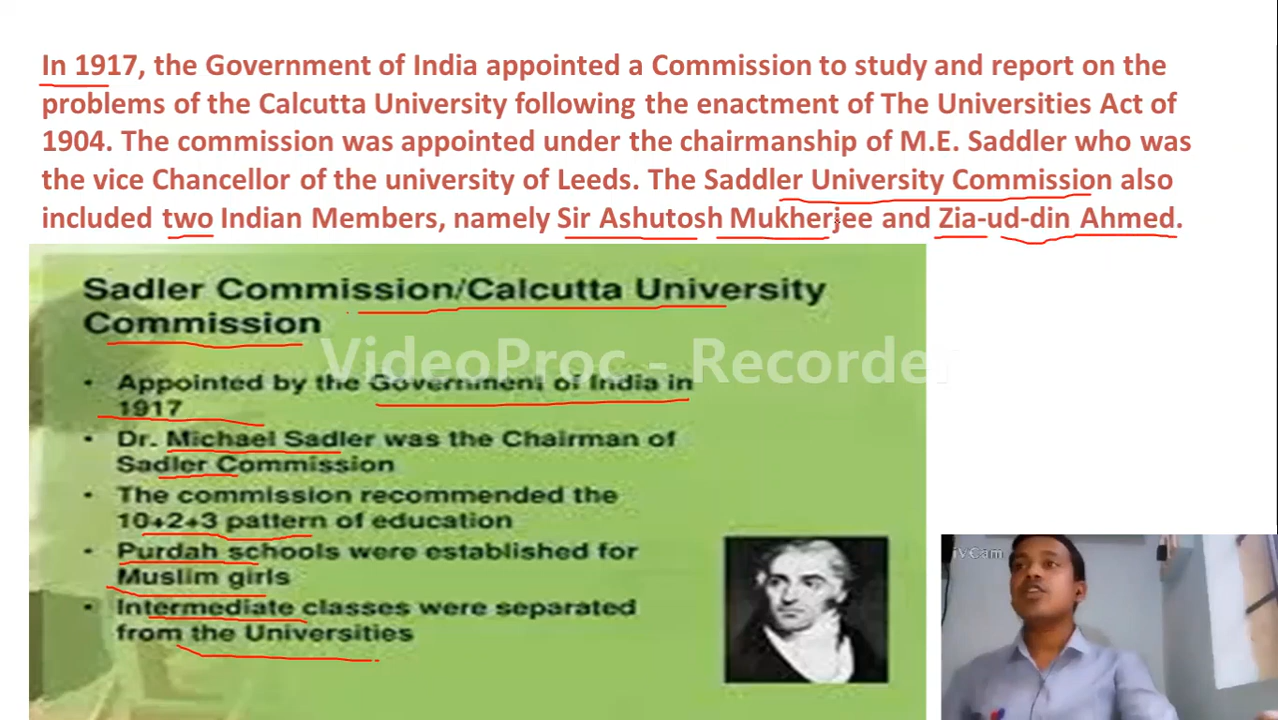 In 1917, the Government of India appointed a Commission to study and report on the
problems of the Calcutta University following the enactment of The Universities Act of
1904. The commission was appointed under the chairmanship of M.E. Saddler who was
the vice Chancellor of the university of Leeds. The Saddler University Commission also
included two Indian Members, namely Sir Ashutosh Mukherjee and Zia-ud-din Ahmed.
Sadler Commission/Calcutta University
Commission
VideoProc - Recorder
• Appointed by the Government of India in
1917
• Dr. Michael Sadler was the Chairman of
Sadler Commission
• The commission recommended the
10+2+3 pattern of education
• Purdah schools were established for
Muslim girls
• Intermediate classes were separated
from the Universities
iVCam